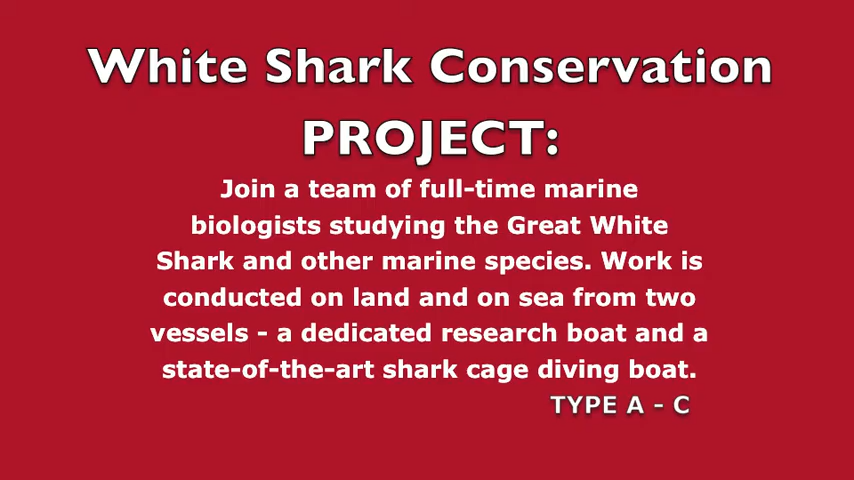 White Shark Conservation
PROJECT:
Join a team of full-time marine
biologists studying the Great White
Shark and other marine species. Work is
conducted on land and on sea from two
vessels - a dedicated research boat and a
state-of-the-art shark cage diving boat.
TYPE A - C